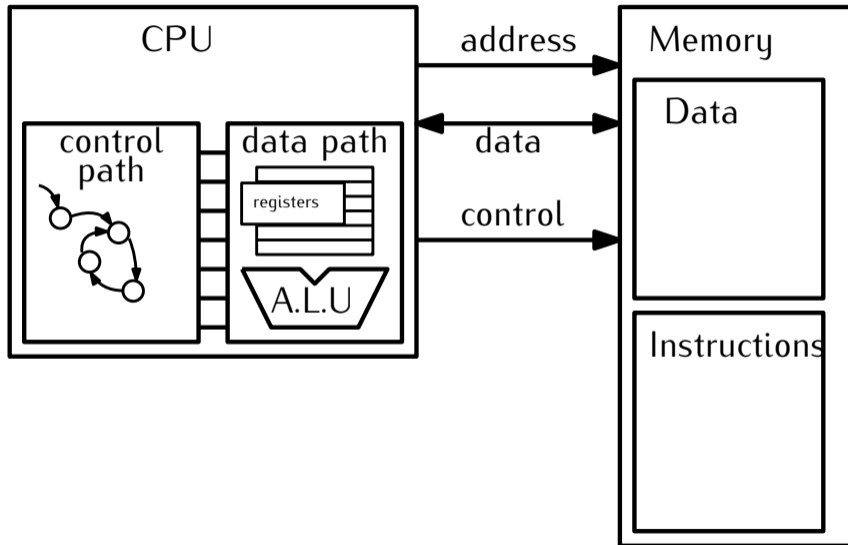 CPU
control
path
data path
registers
A.L.U
address
data
control
Memory
Data
Instructions